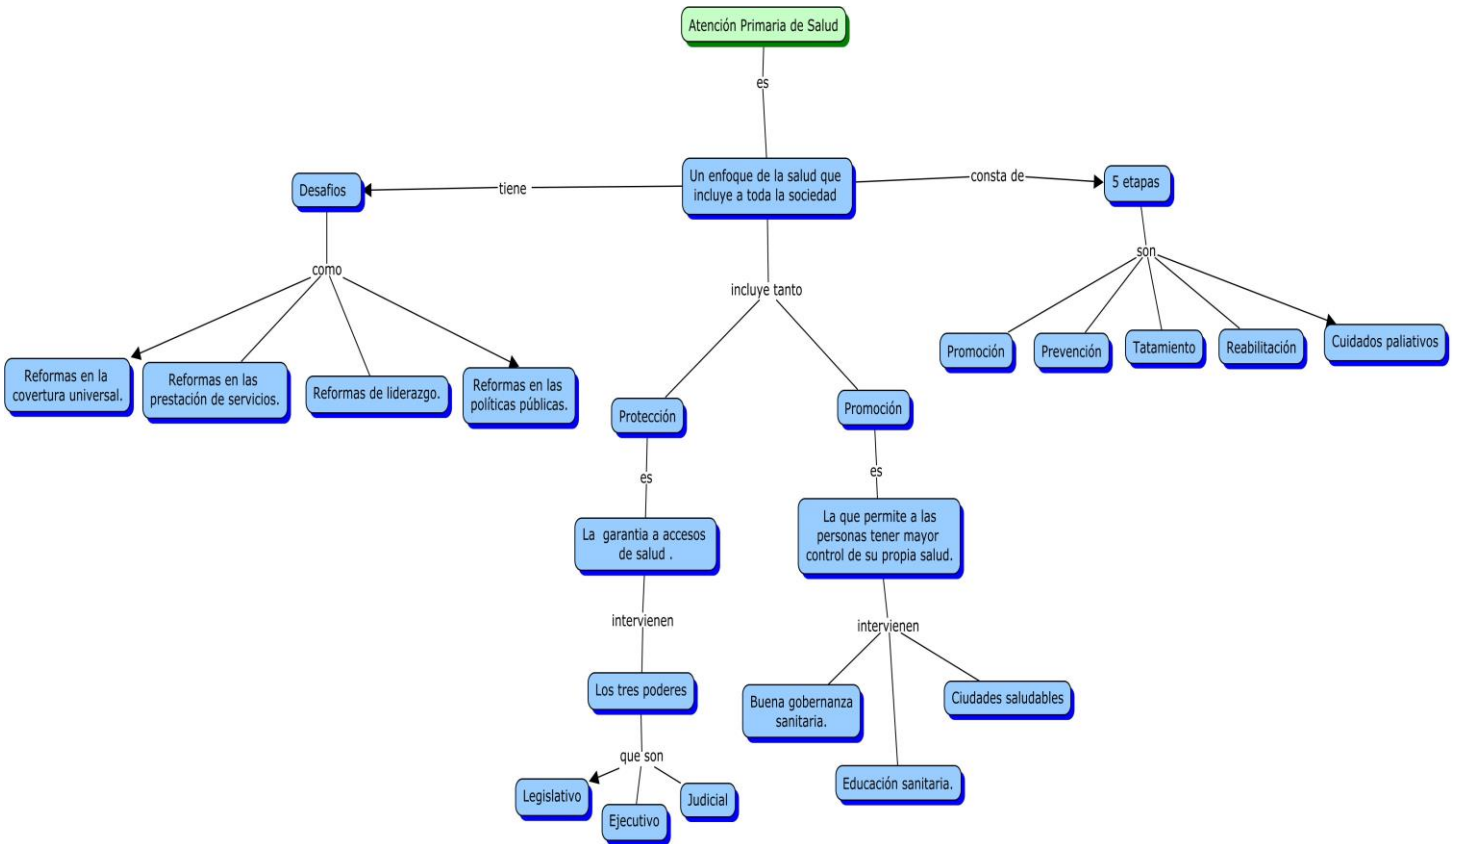 Atención Primaria de Salud
es
Un enfoque de la salud que
incluye a toda la sociedad
tiene
Desafios
como
Reformas en la
covertura universal.
Reformas en las
prestación de servicios.
Reformas de liderazgo.
Reformas en las
políticas públicas.
consta de
5 etapas
son
Promoción
Prevención
Tatamiento
Reabilitación
Cuidados paliativos
incluye tanto
Protección
es
La garantia a accesos
de salud .
intervienen
Los tres poderes
que son
Legislativo
Ejecutivo
Judicial
Promoción
es
La que permite a las
personas tener mayor
control de su propia salud.
intervienen
Buena gobernanza
sanitaria.
Educación sanitaria.
Ciudades saludables